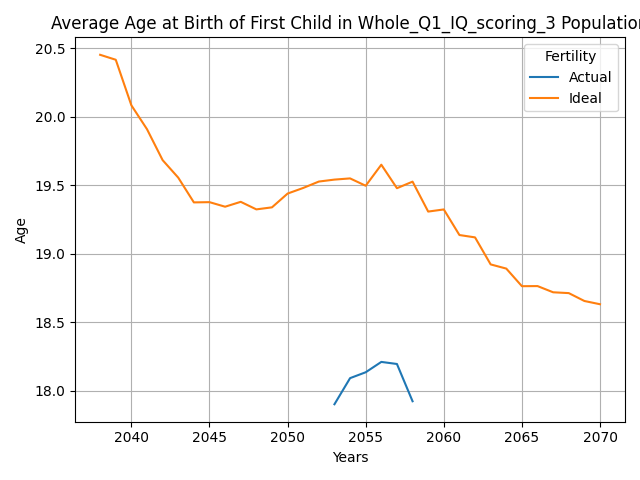 Average Age at Birth of First Child in Whole_Q1_IQ_scoring_3 Population
20.5
20.0
19.5
19.0
18.5
18.0
Age
Fertility
Actual
Ideal
2040 2045 2050 2055 2060 2065 2070
Years